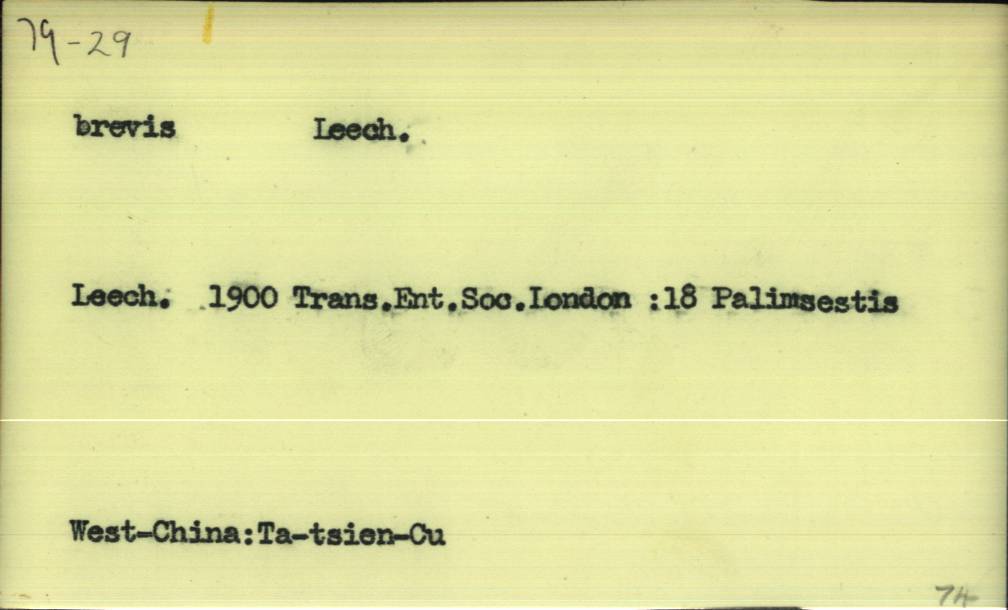 79-29
brevis Leech.
Leech. 1900 Trans.Ent.Soc.London :18 Palimsestis
West-China:Ta-tsien-Cu
74